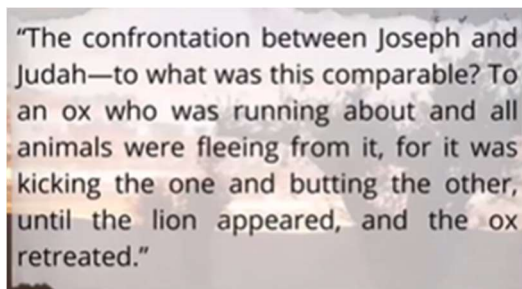 “The confrontation between Joseph and
Judah—to what was this comparable? To
an ox who was running about and all
animals were fleeing from it, for it was
kicking the one and butting the other,
until the lion appeared, and the ox
retreated.”